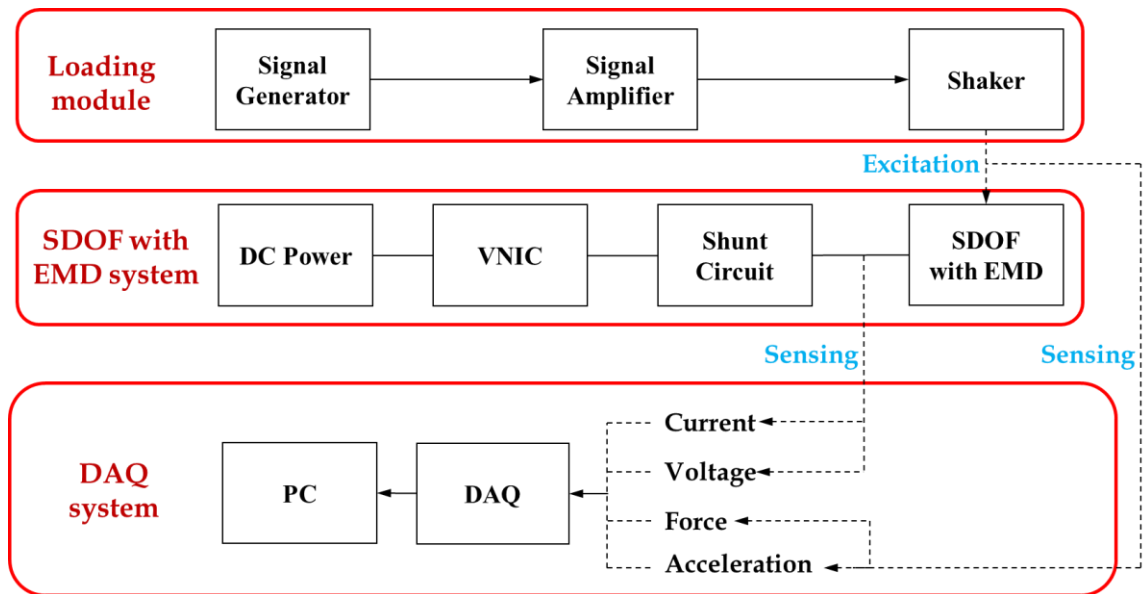 Loading
module
Signal
Generator
Signal
Amplifier
Shaker
Excitation
SDOF with
EMD system
DC Power
VNIC
Shunt
Circuit
SDOF
with EMD
Sensing
Sensing
DAQ
system
PC
DAQ
Current
Voltage
Force
Acceleration